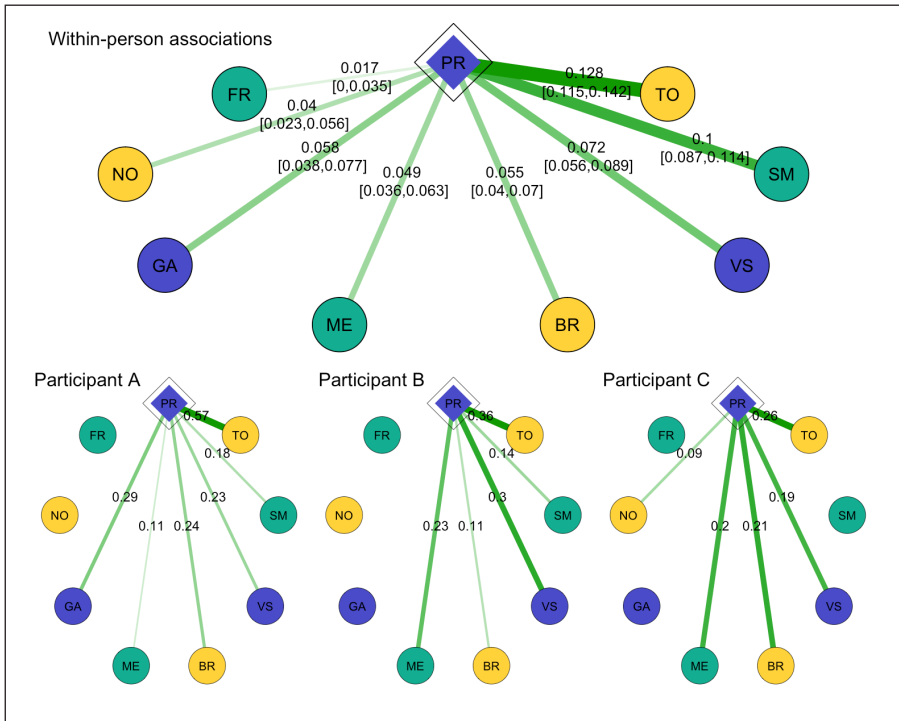 Within-person associations
PR
0.017
[0,0.035]
0.128
[0.115,0.142]
FR
TO
0.04
[0.023,0.056]
0.1
[0.087,0.114]
0.058
[0.038,0.077]
0.072
[0.056,0.089]
NO
SM
0.049
[0.036,0.063]
0.055
[0.04,0.07]
GA
VS
ME
BR
Participant A
PR
0.57
FR
TO
0.18
0.29
0.23
NO
SM
0.11
0.24
GA
VS
ME
BR
Participant B
PR
0.36
FR
TO
0.14
0.3
NO
SM
0.23
0.11
GA
VS
ME
BR
Participant C
PR
0.26
FR
TO
0.09
0.19
NO
SM
0.2
0.21
GA
VS
ME
BR